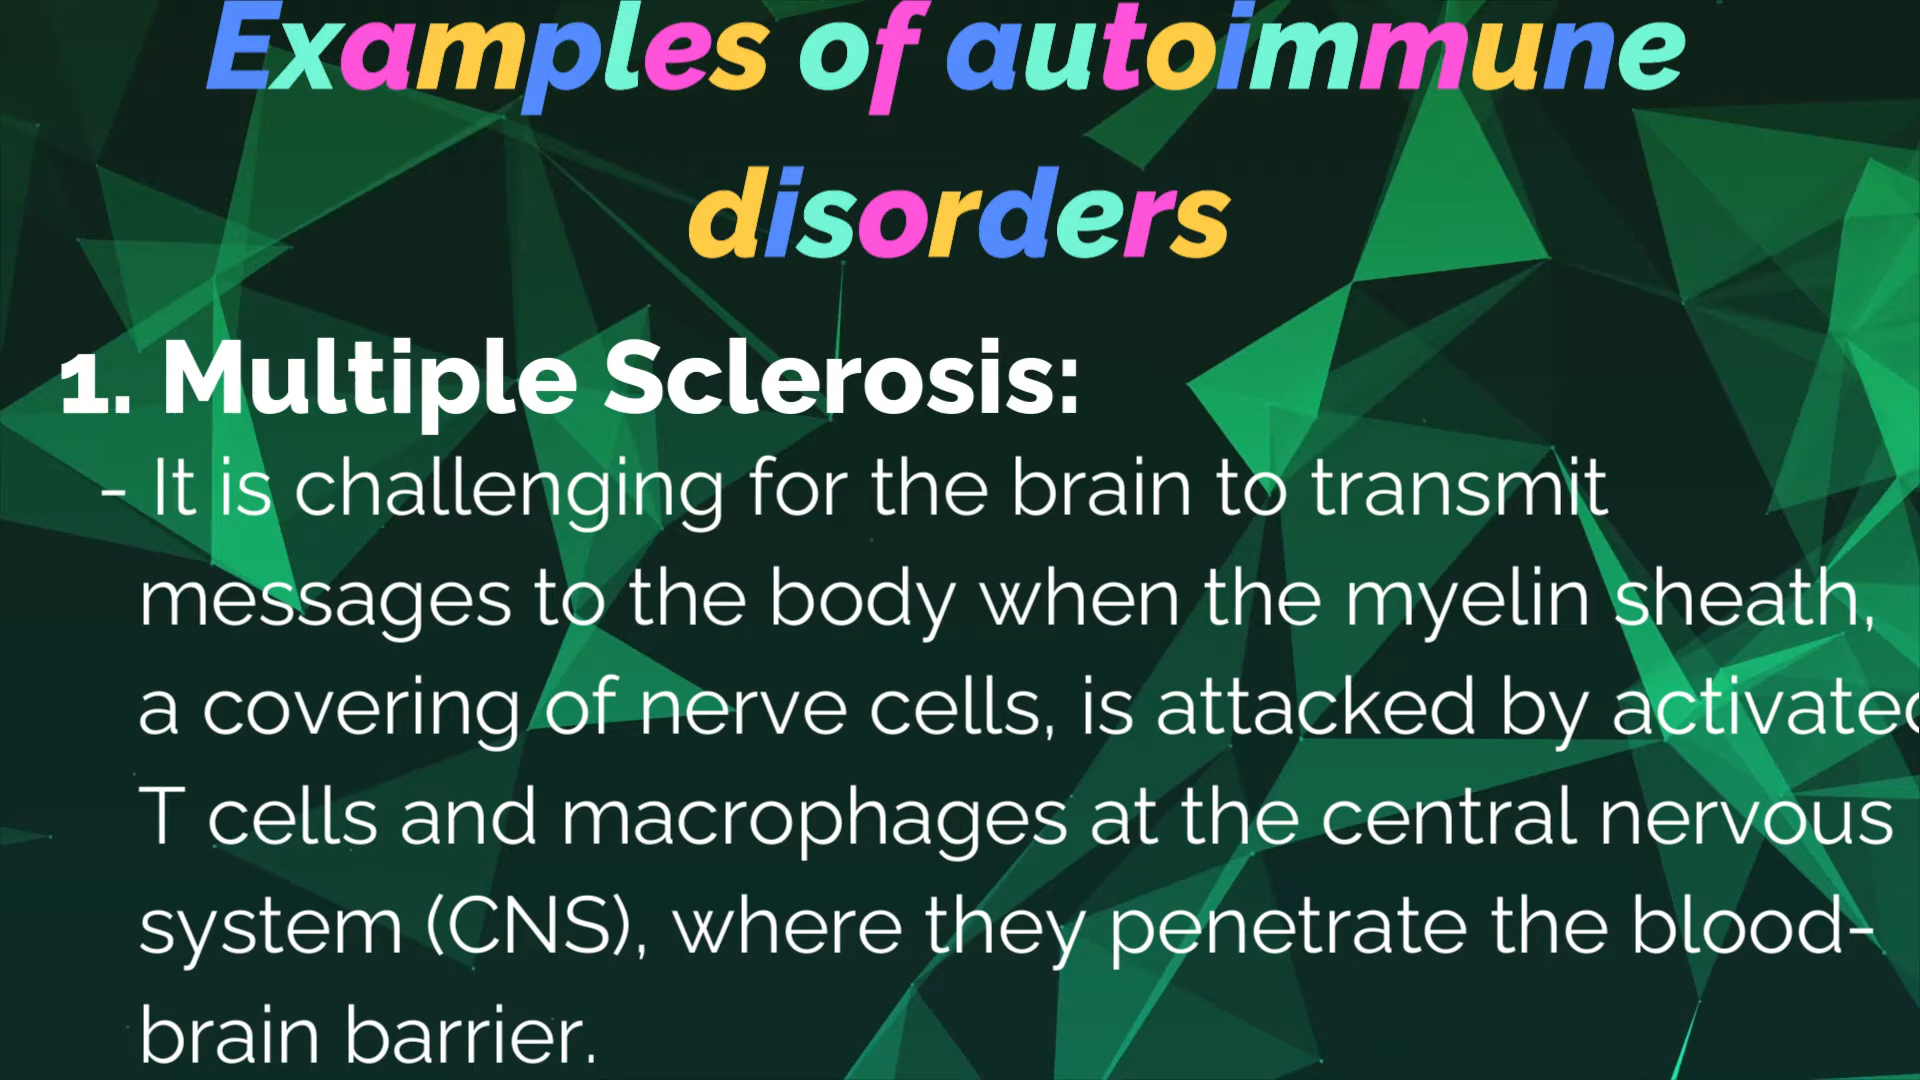 Examples of autoimmune
disorders
1. Multiple Sclerosis:
- It is challenging for the brain to transmit
messages to the body when the myelin sheath,
a covering of nerve cells, is attacked by activated
T cells and macrophages at the central nervous
system (CNS), where they penetrate the blood-
brain barrier.